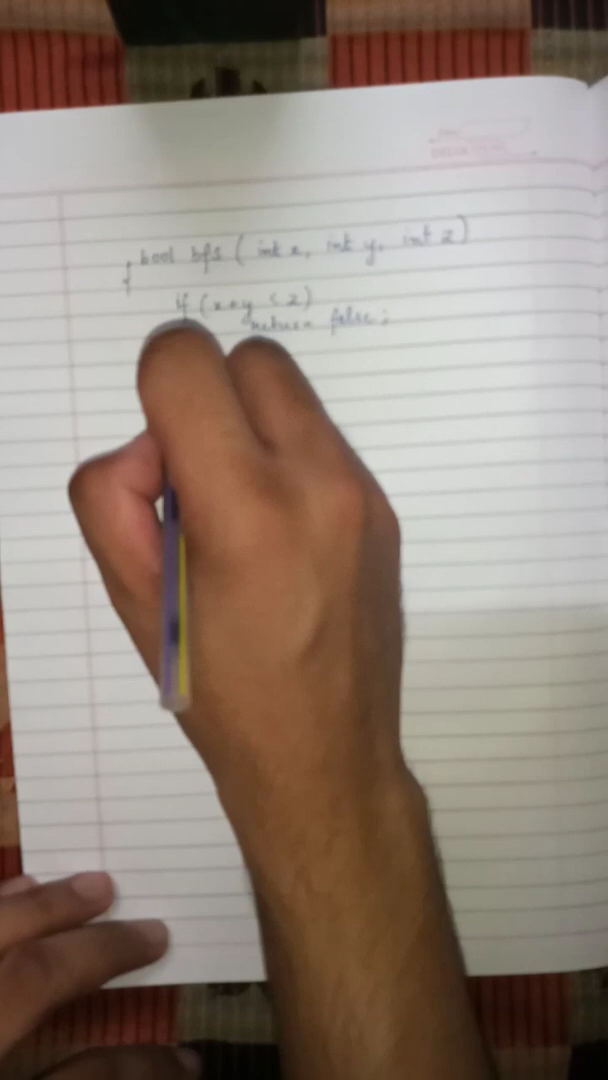 bool bfs ( int x, int y, int z )
{
if (x+y < z)
return false;